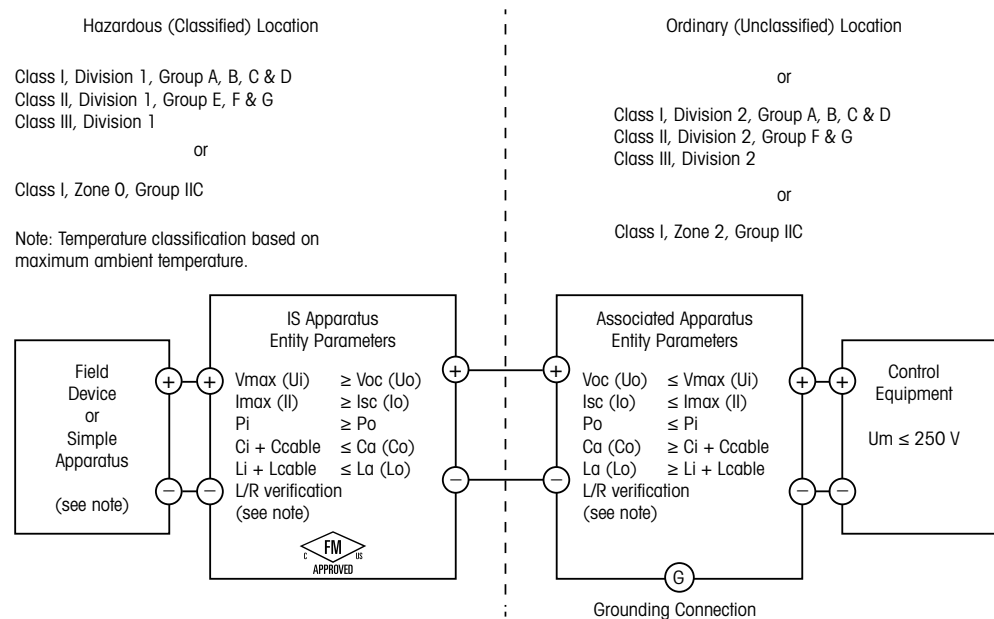 Hazardous (Classified) Location
Class I, Division 1, Group A, B, C & D
Class II, Division 1, Group E, F & G
Class III, Division 1
or
Class I, Zone 0, Group IIC
Note: Temperature classification based on
maximum ambient temperature.
Ordinary (Unclassified) Location
or
Class I, Division 2, Group A, B, C & D
Class II, Division 2, Group F & G
Class III, Division 2
or
Class I, Zone 2, Group IIC
Field
Device
or
Simple
Apparatus
(see note)
+
−
+
−
IS Apparatus
Entity Parameters
Vmax (Ui) ≥ Voc (Uo)
Imax (II) ≥ Isc (Io)
Pi ≥ Po
Ci + Ccable ≤ Ca (Co)
Li + Lcable ≤ La (Lo)
L/R verification
(see note)
C FM US
APPROVED
+
−
+
−
Associated Apparatus
Entity Parameters
Voc (Uo) ≤ Vmax (Ui)
Isc (Io) ≤ Imax (II)
Po ≤ Pi
Ca (Co) ≥ Ci + Ccable
La (Lo) ≥ Li + Lcable
L/R verification
(see note)
G
Grounding Connection
+
−
+
−
Control
Equipment
Um ≤ 250 V